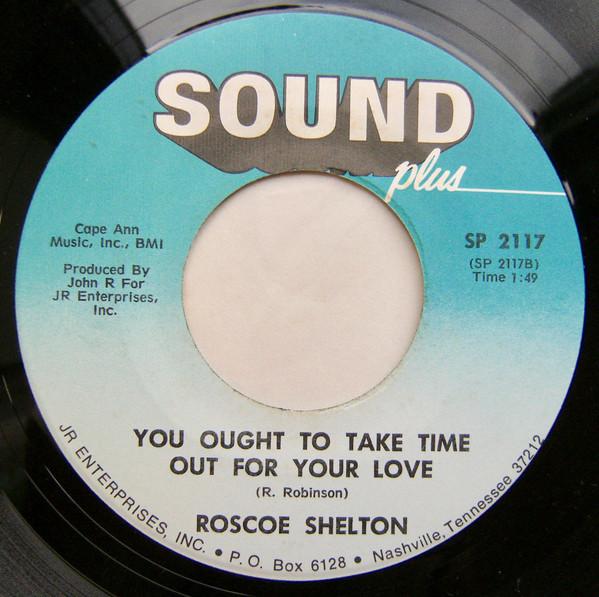 SOUND
plus
Cape Ann
Music, Inc., BMI
Produced By
John R For
JR Enterprises,
Inc.
SP 2117
(SP 2117B)
Time 1:49
YOU OUGHT TO TAKE TIME
OUT FOR YOUR LOVE
(R. Robinson)
ROSCOE SHELTON
JR ENTERPRISES, INC. • P. O. Box 6128 • Nashville, Tennessee 37212